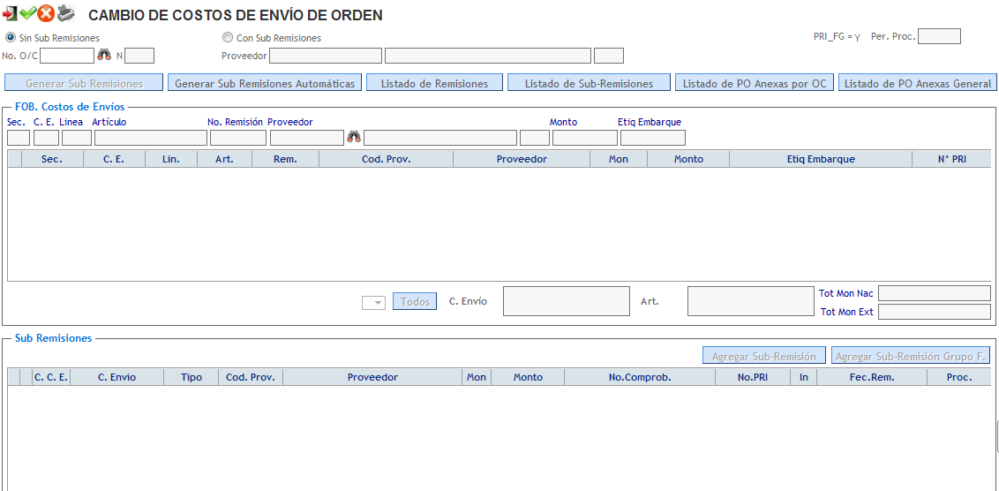 CAMBIO DE COSTOS DE ENVÍO DE ORDEN
Sin Sub Remisiones Con Sub Remisiones PRI_FG = Y Per. Proc.
No. O/C N Proveedor
Generar Sub Remisiones Generar Sub Remisiones Automáticas Listado de Remisiones Listado de Sub-Remisiones Listado de PO Anexas por OC Listado de PO Anexas General
FOB. Costos de Envíos
Sec. C. E. Linea Artículo No. Remisión Proveedor Monto Etiq Embarque
Sec. C. E. Lin. Art. Rem. Cod. Prov. Proveedor Mon Monto Etiq Embarque N° PRI
Todos C. Envío Art. Tot Mon Nac
Tot Mon Ext
Sub Remisiones
Agregar Sub-Remisión Agregar Sub-Remisión Grupo F.
C. C. E. C. Envio Tipo Cod. Prov. Proveedor Mon Monto No.Comprob. No.PRI In Fec.Rem. Proc.